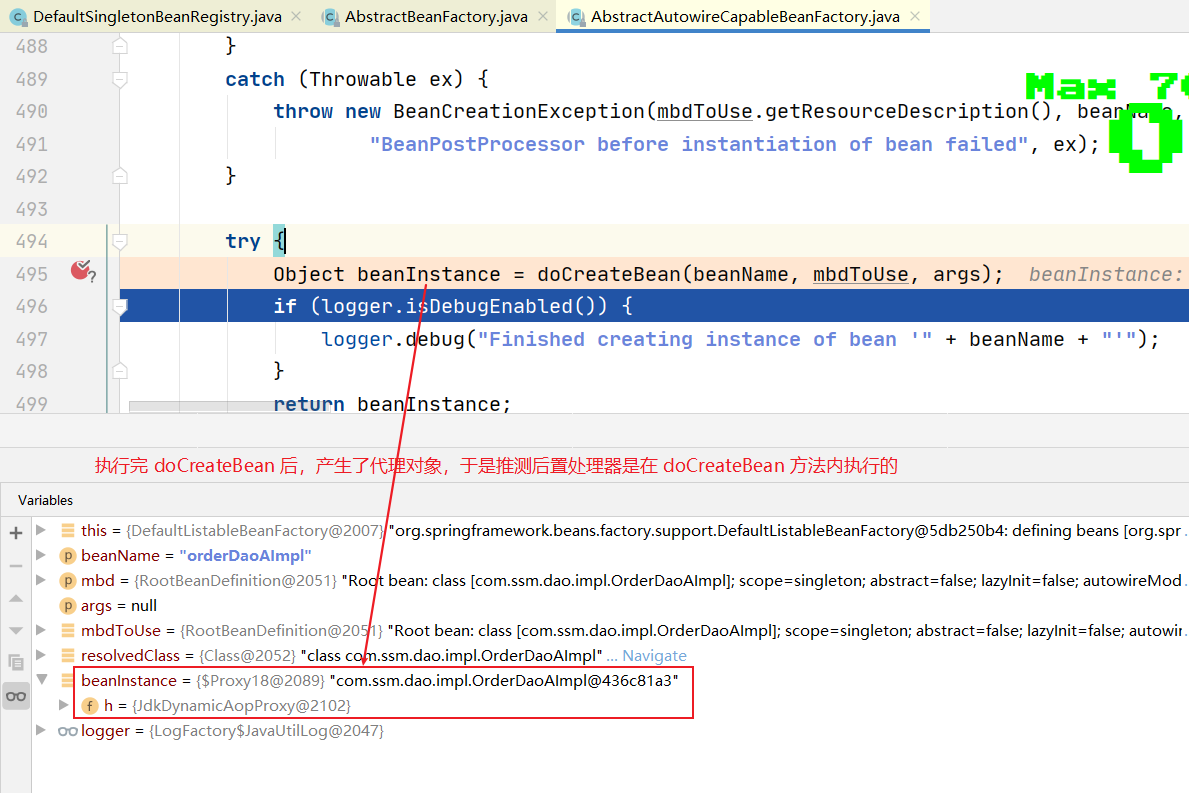 DefaultSingletonBeanRegistry.java × AbstractBeanFactory.java × AbstractAutowireCapableBeanFactory.java ×
488 }
489 catch (Throwable ex) {
Max
490 throw new BeanCreationException(mbdToUse.getResourceDescription(), beanName,
491 "BeanPostProcessor before instantiation of bean failed", ex);
0
492 }
493
494 try {
495 Object beanInstance = doCreateBean(beanName, mbdToUse, args); beanInstance:
496 if (logger.isDebugEnabled()) {
497 logger.debug("Finished creating instance of bean '" + beanName + "'");
498 }
499 return beanInstance;
执行完 doCreateBean 后，产生了代理对象，于是推测后置处理器是在 doCreateBean 方法内执行的
Variables
this = {DefaultListableBeanFactory@2007} "org.springframework.beans.factory.support.DefaultListableBeanFactory@5db250b4: defining beans [org.spr ...
p beanName = "orderDaoAImpl"
p mbd = {RootBeanDefinition@2051} "Root bean: class [com.ssm.dao.impl.OrderDaoAImpl]; scope=singleton; abstract=false; lazyInit=false; autowireMod...
p args = null
mbdToUse = {RootBeanDefinition@2051} "Root bean: class [com.ssm.dao.impl.OrderDaoAImpl]; scope=singleton; abstract=false; lazyInit=false; autowir...
resolvedClass = {Class@2052} "class com.ssm.dao.impl.OrderDaoAImpl" ... Navigate
beanInstance = {$Proxy18@2089} "com.ssm.dao.impl.OrderDaoAImpl@436c81a3"
f h = {JdkDynamicAopProxy@2102}
logger = {LogFactory$JavaUtilLog@2047}